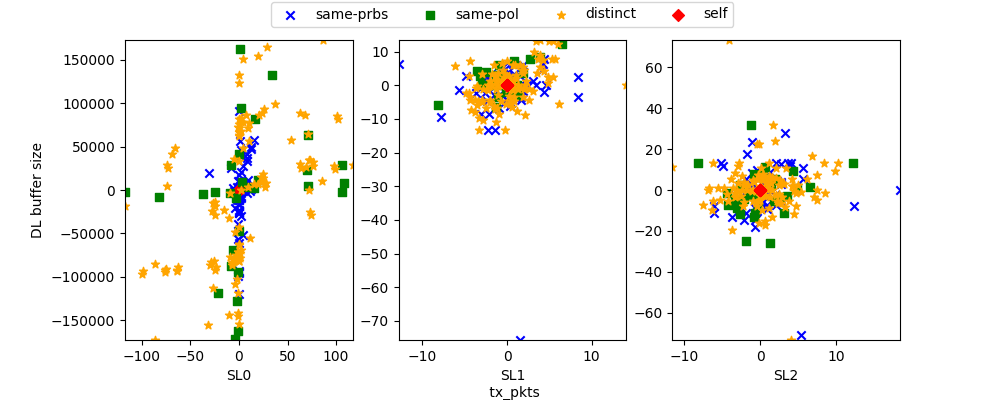 same-prbs same-pol distinct self
DL buffer size
150000
100000
50000
0
−50000
−100000
−150000
−100 −50 0 50 100
SL0
10
0
−10
−20
−30
−40
−50
−60
−70
−10 0 10
SL1
tx_pkts
60
40
20
0
−20
−40
−60
−10 0 10
SL2